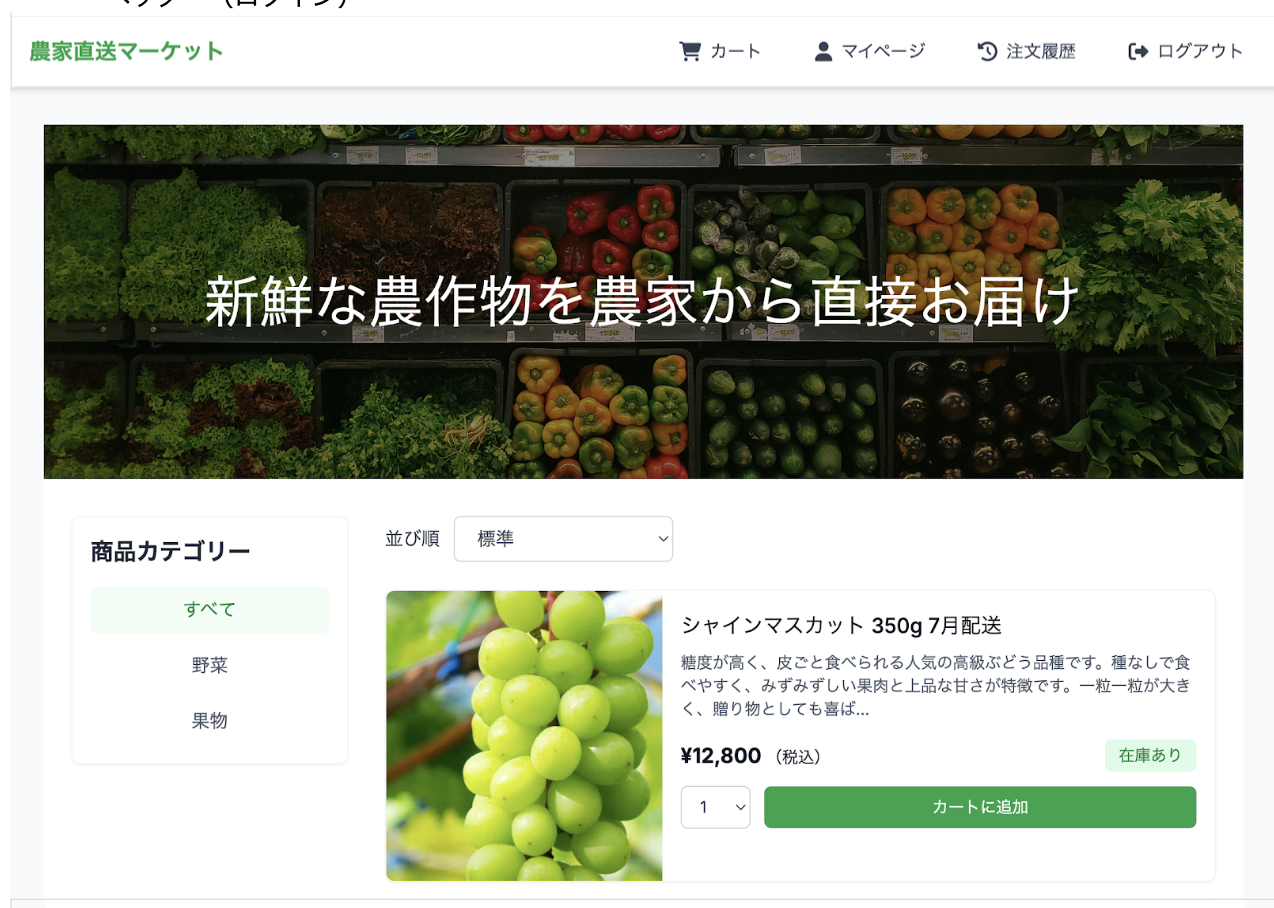 (ログイン)
農家直送マーケット
カート
マイページ
注文履歴
ログアウト
新鮮な農作物を農家から直接お届け
商品カテゴリー
すべて
野菜
果物
並び順
標準
シャインマスカット 350g 7月配送
糖度が高く、皮ごと食べられる人気の高級ぶどう品種です。種なしで食
べやすく、みずみずしい果肉と上品な甘さが特徴です。一粒一粒が大き
く、贈り物としても喜ば...
¥12,800 (税込)
在庫あり
1
カートに追加